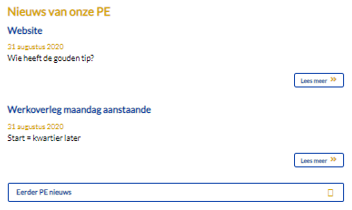 Nieuws van onze PE
Website
21 augustus 2020
Wie heeft de gouden tip?
Lees meer »
Werkoverleg maandag aanstaande
21 augustus 2020
Start = kwartier later
Lees meer »
Eerder PE nieuws